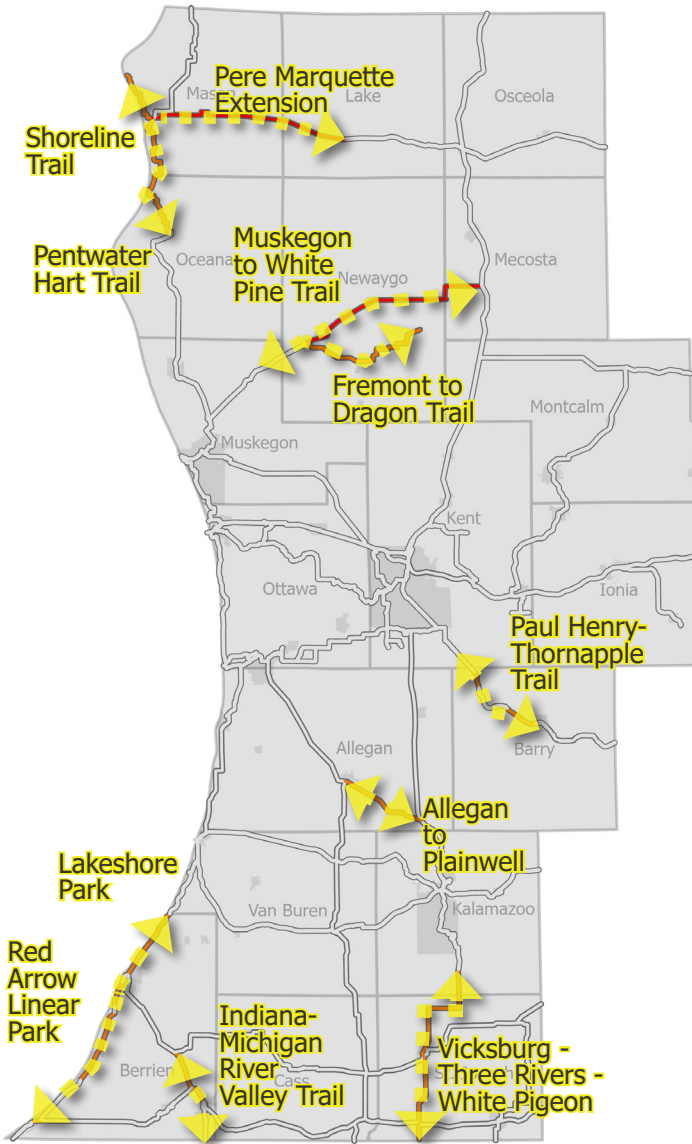 Pere Marquette
Extension
Mason
Lake
Osceola
Shoreline
Trail
Pentwater
Hart Trail
Oceana
Muskegon
to White
Pine Trail
Newaygo
Mecosta
Fremont to
Dragon Trail
Montcalm
Muskegon
Kent
Ottawa
Ionia
Paul Henry-
Thornapple
Trail
Allegan
Barry
Allegan
to
Plainwell
Lakeshore
Park
Van Buren
Kalamazoo
Red
Arrow
Linear
Park
Indiana-
Michigan
River
Valley Trail
Berrien
Cass
Vicksburg -
Three Rivers -
White Pigeon